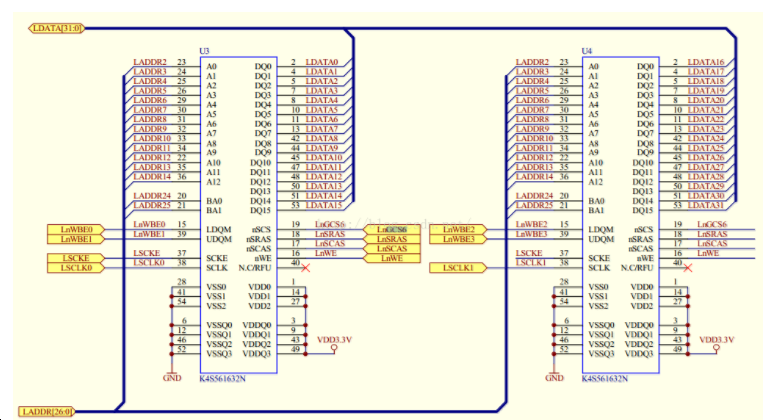 LDATA[31:0]
U3
LADDR2 23 A0 DQ0 2 LDATA0
LADDR3 24 A1 DQ1 4 LDATA1
LADDR4 25 A2 DQ2 5 LDATA2
LADDR5 26 A3 DQ3 7 LDATA3
LADDR6 29 A4 DQ4 8 LDATA4
LADDR7 30 A5 DQ5 10 LDATA5
LADDR8 31 A6 DQ6 11 LDATA6
LADDR9 32 A7 DQ7 13 LDATA7
LADDR10 33 A8 DQ8 42 LDATA8
LADDR11 34 A9 DQ9 44 LDATA9
LADDR12 22 A10 DQ10 45 LDATA10
LADDR13 35 A11 DQ11 47 LDATA11
LADDR14 36 A12 DQ12 48 LDATA12
DQ13 50 LDATA13
LADDR24 20 BA0 DQ14 51 LDATA14
LADDR25 21 BA1 DQ15 53 LDATA15
LnWBE0 LnWBE0 15 LDQM nSCS 19 LnGCS6 LnGCS6
LnWBE1 LnWBE1 39 UDQM nSRAS 18 LnSRAS LnSRAS
nSCAS 17 LnSCAS LnSCAS
LSCKE LSCKE 37 SCKE nWE 16 LnWE LnWE
LSCLK0 LSCLK0 38 SCLK N.C/RFU 40
28 VSS0 VDD0 1
41 VSS1 VDD1 14
54 VSS2 VDD2 27
6 VSSQ0 VDDQ0 3
12 VSSQ1 VDDQ1 9
46 VSSQ2 VDDQ2 43 VDD3.3V
52 VSSQ3 VDDQ3 49
GND
K4S561632N
U4
LADDR2 23 A0 DQ0 2 LDATA16
LADDR3 24 A1 DQ1 4 LDATA17
LADDR4 25 A2 DQ2 5 LDATA18
LADDR5 26 A3 DQ3 7 LDATA19
LADDR6 29 A4 DQ4 8 LDATA20
LADDR7 30 A5 DQ5 10 LDATA21
LADDR8 31 A6 DQ6 11 LDATA22
LADDR9 32 A7 DQ7 13 LDATA23
LADDR10 33 A8 DQ8 42 LDATA24
LADDR11 34 A9 DQ9 44 LDATA25
LADDR12 22 A10 DQ10 45 LDATA26
LADDR13 35 A11 DQ11 47 LDATA27
LADDR14 36 A12 DQ12 48 LDATA28
DQ13 50 LDATA29
LADDR24 20 BA0 DQ14 51 LDATA30
LADDR25 21 BA1 DQ15 53 LDATA31
LnWBE2 LnWBE2 15 LDQM nSCS 19 LnGCS6
LnWBE3 LnWBE3 39 UDQM nSRAS 18 LnSRAS
nSCAS 17 LnSCAS
LSCKE 37 SCKE nWE 16 LnWE
LSCLK1 LSCLK1 38 SCLK N.C/RFU 40
28 VSS0 VDD0 1
41 VSS1 VDD1 14
54 VSS2 VDD2 27
6 VSSQ0 VDDQ0 3
12 VSSQ1 VDDQ1 9
46 VSSQ2 VDDQ2 43 VDD3.3V
52 VSSQ3 VDDQ3 49
GND
K4S561632N
LADDR[26:0]